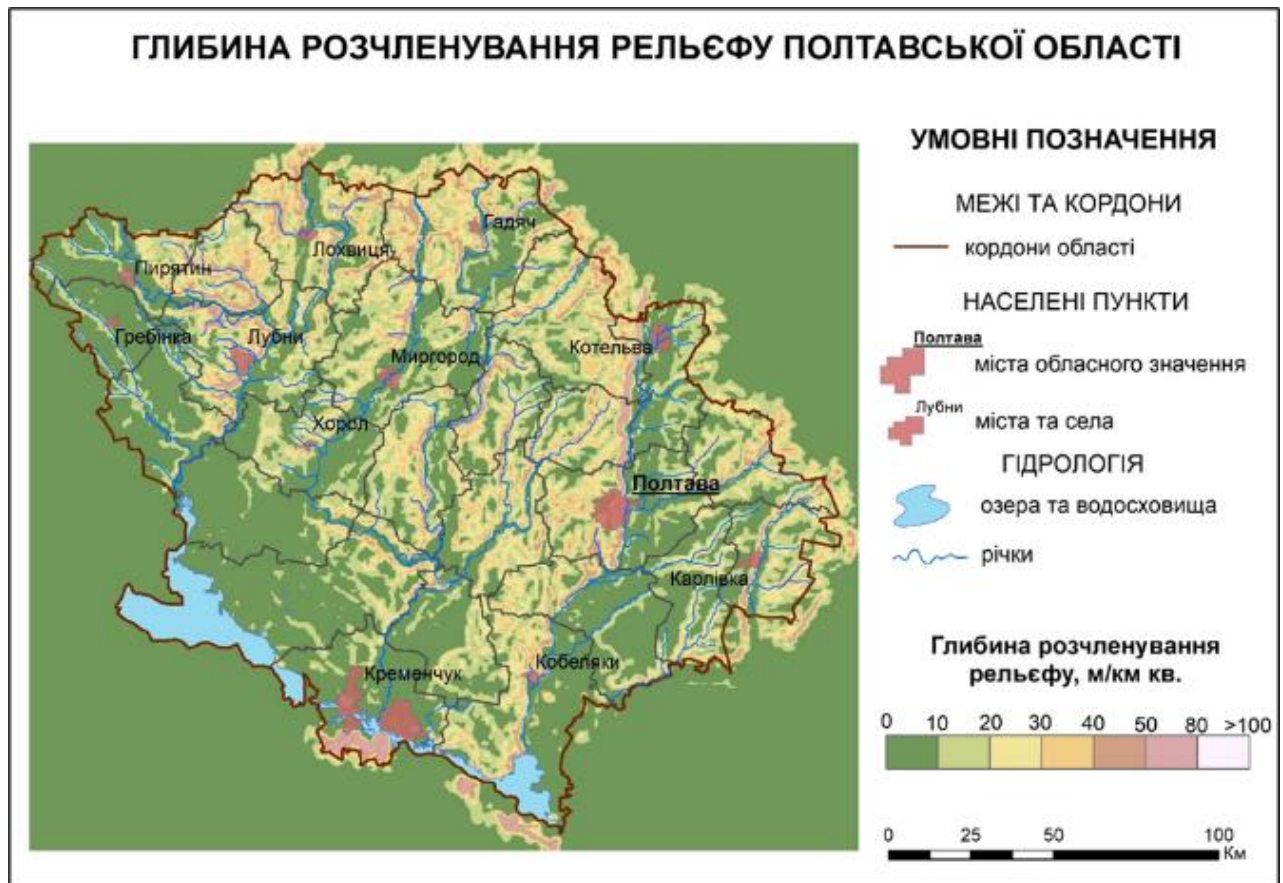 ГЛИБИНА РОЗЧЛЕНУВАННЯ РЕЛЬЄФУ ПОЛТАВСЬКОЇ ОБЛАСТІ
УМОВНІ ПОЗНАЧЕННЯ
МЕЖІ ТА КОРДОНИ
кордони області
НАСЕЛЕНІ ПУНКТИ
Полтава
міста обласного значення
Лубни
міста та села
ГІДРОЛОГІЯ
озера та водосховища
річки
Глибина розчленування
рельєфу, м/км кв.
0 10 20 30 40 50 80 >100
0 25 50 100
Км
Гадяч
Лохвиця
Пирятин
Гребінка
Лубни
Миргород
Котельва
Хорол
Полтава
Карлівка
Кременчук
Кобеляки